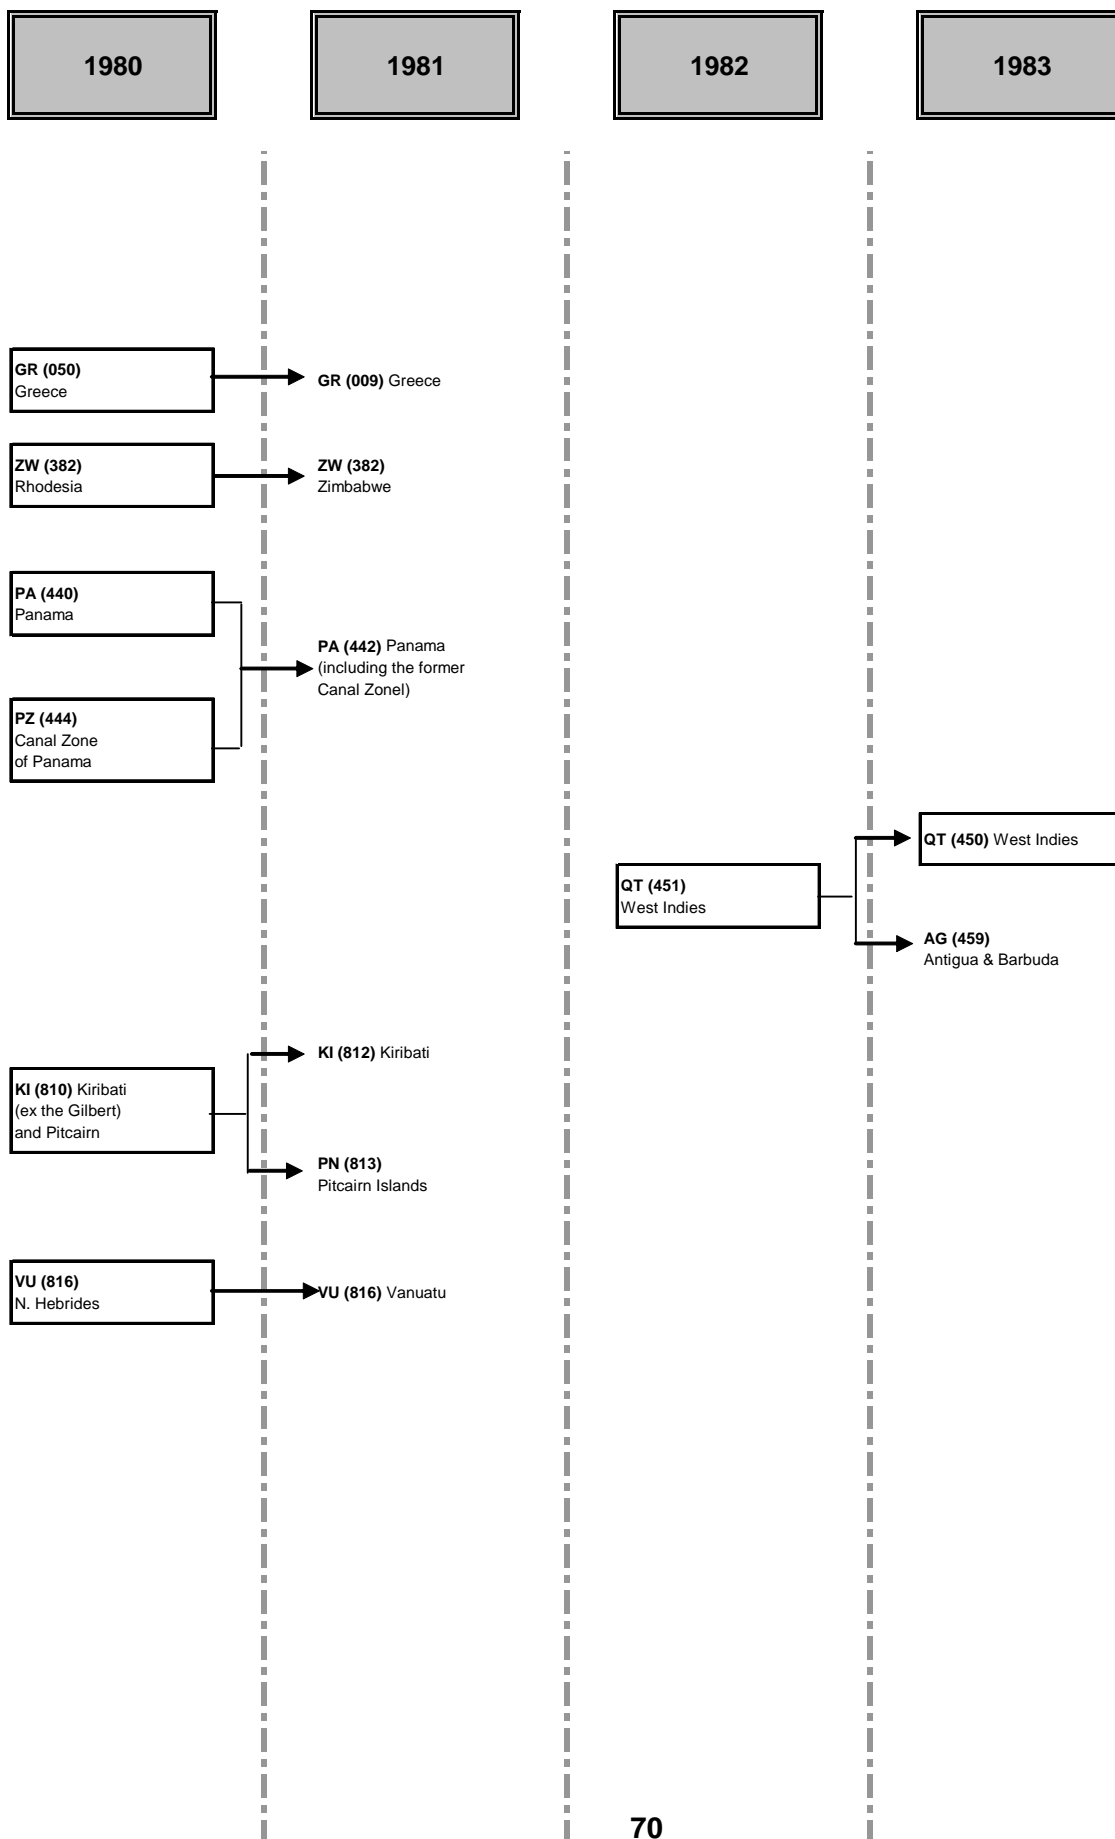 1980
1981
1982
1983
GR (050)
Greece
GR (009) Greece
ZW (382)
Rhodesia
ZW (382)
Zimbabwe
PA (440)
Panama
PA (442) Panama
(including the former
Canal Zonel)
PZ (444)
Canal Zone
of Panama
QT (451)
West Indies
QT (450) West Indies
AG (459)
Antigua & Barbuda
KI (810) Kiribati
(ex the Gilbert)
and Pitcairn
KI (812) Kiribati
PN (813)
Pitcairn Islands
VU (816)
N. Hebrides
VU (816) Vanuatu
70